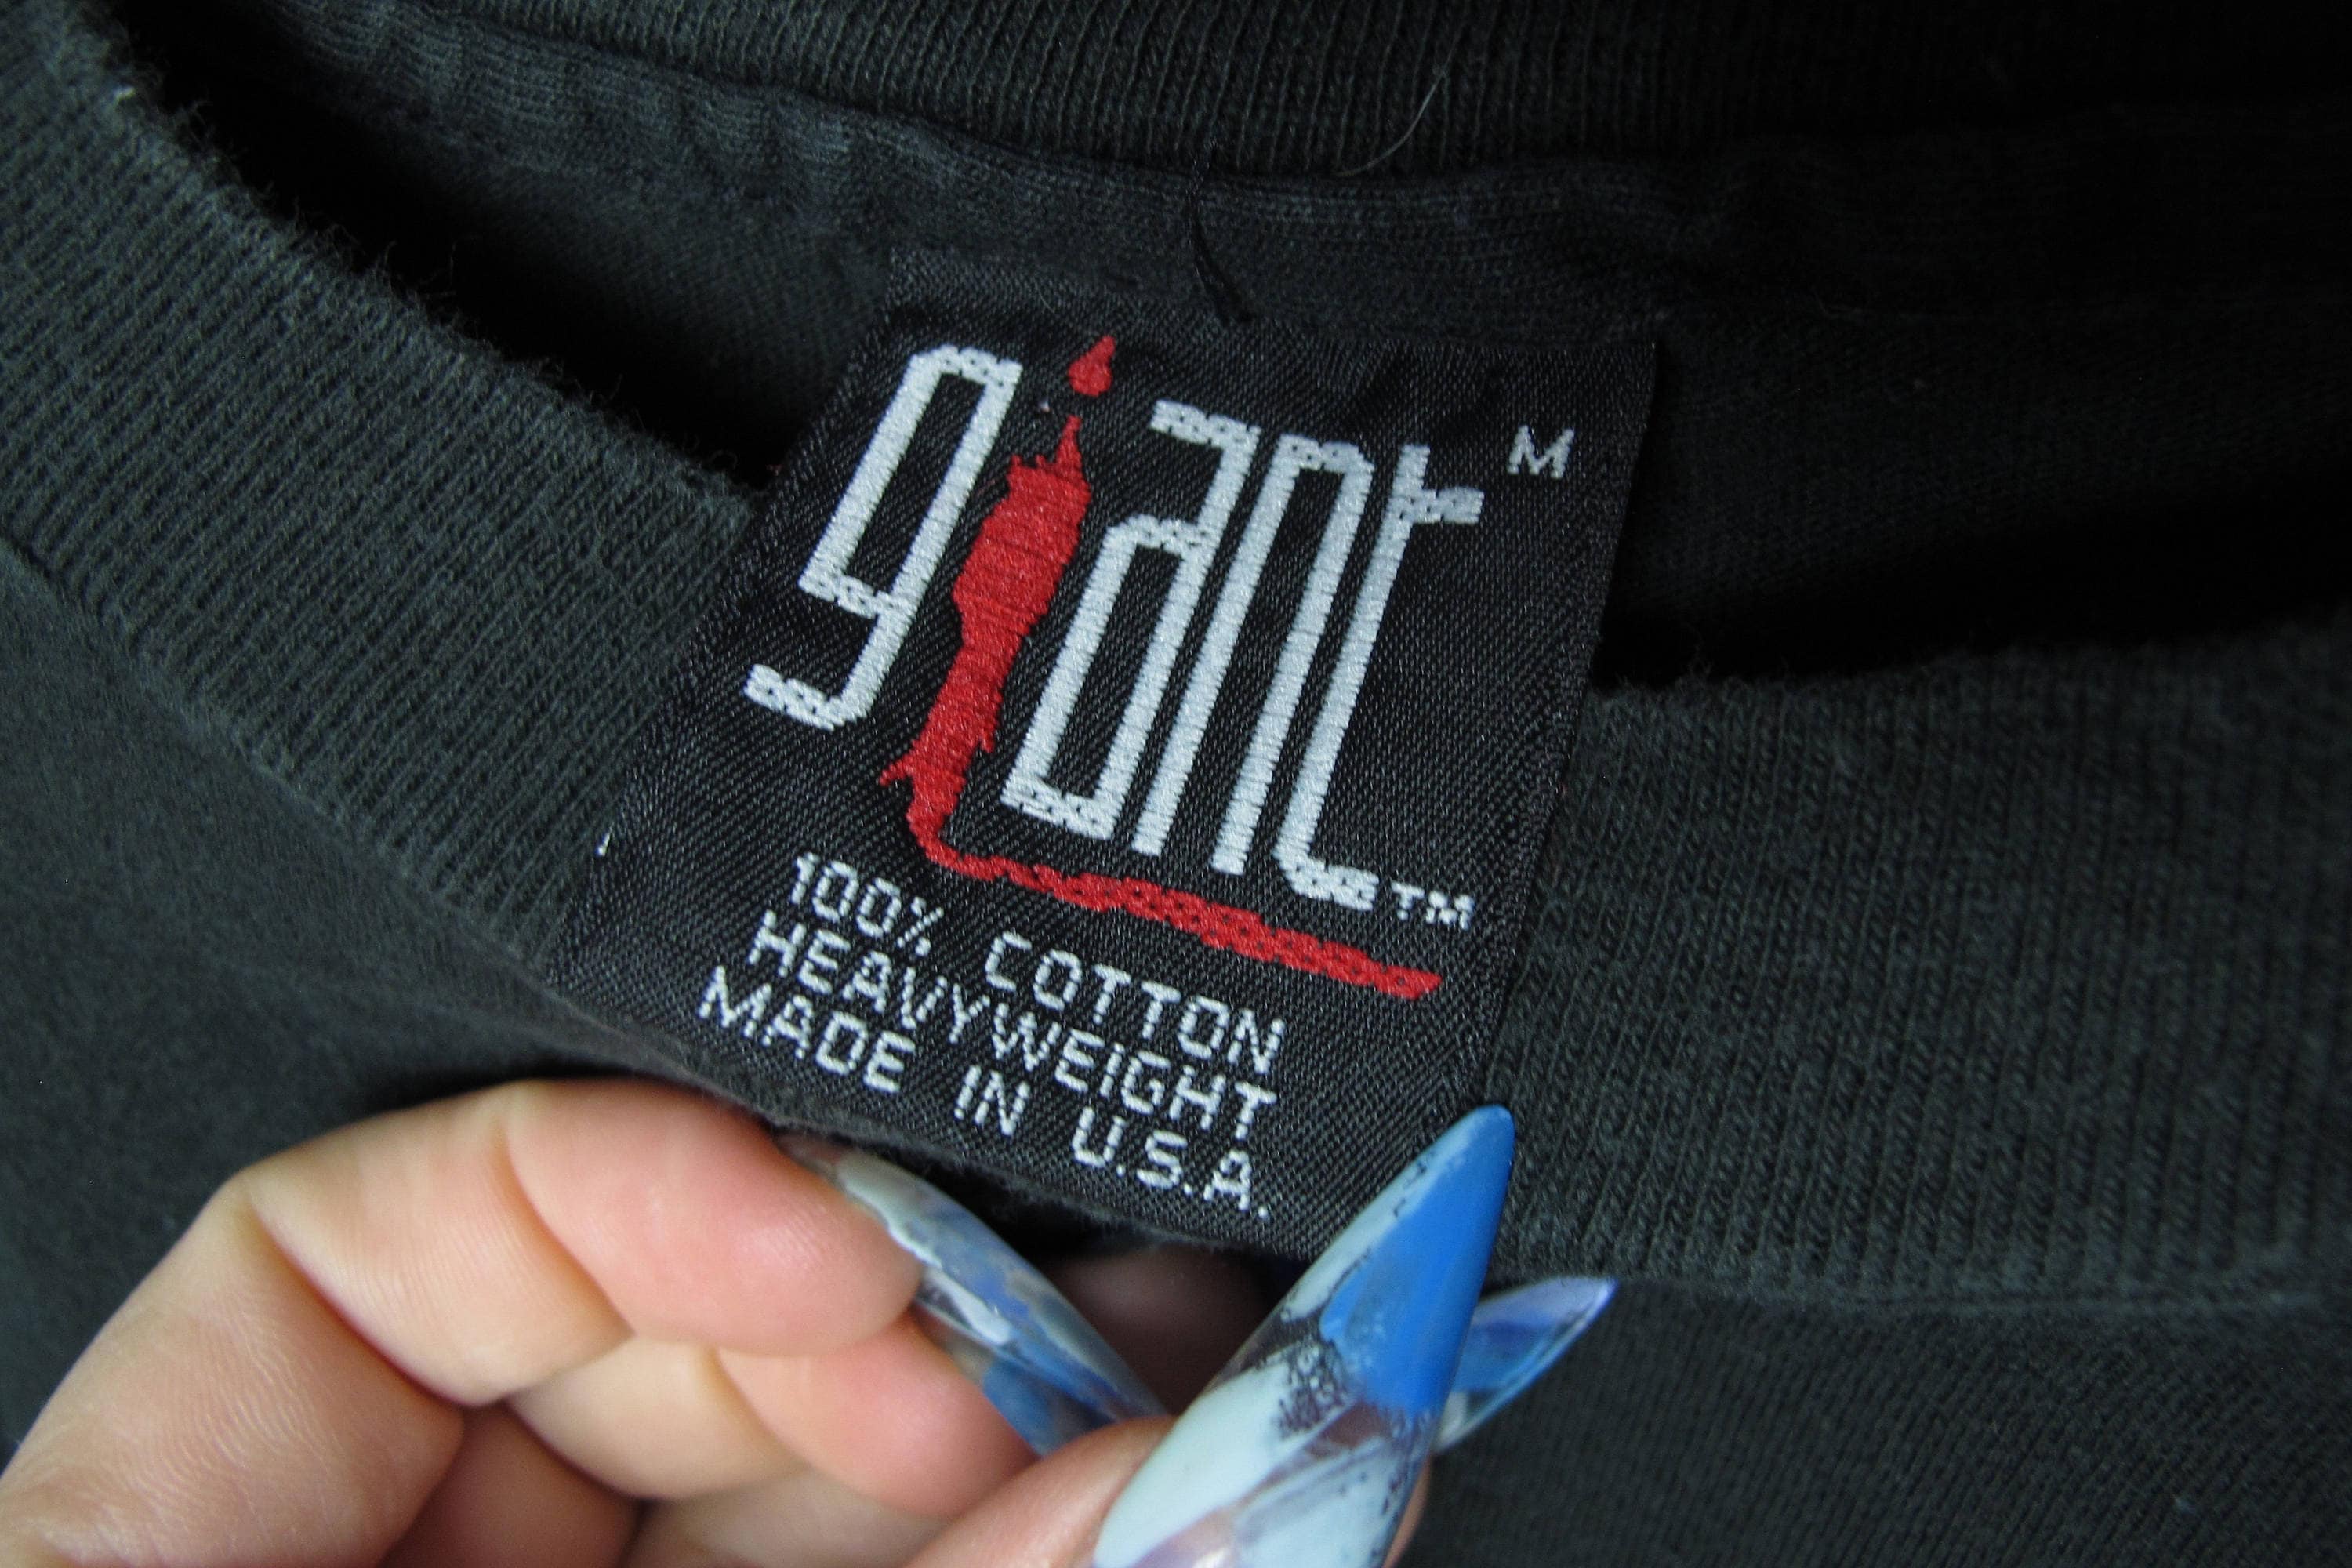 giant M
TM
100% COTTON
HEAVYWEIGHT
MADE IN U.S.A.